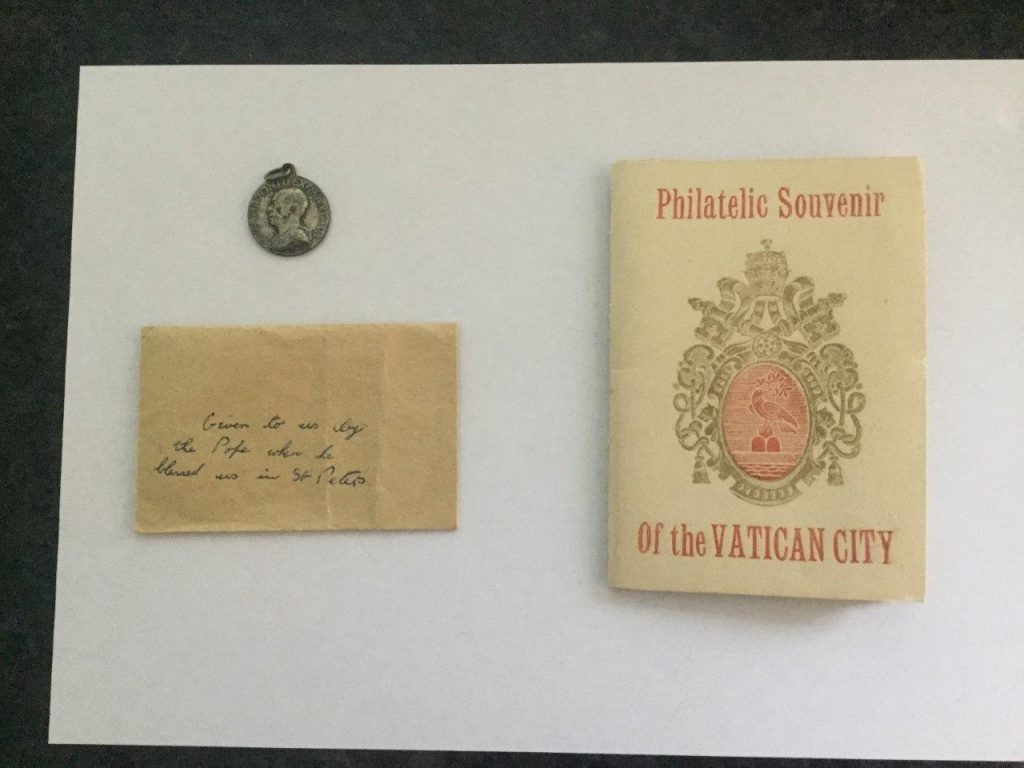 Given to us by
the Pope when he
blessed us in St Peters
Philatelic Souvenir
Of the VATICAN CITY